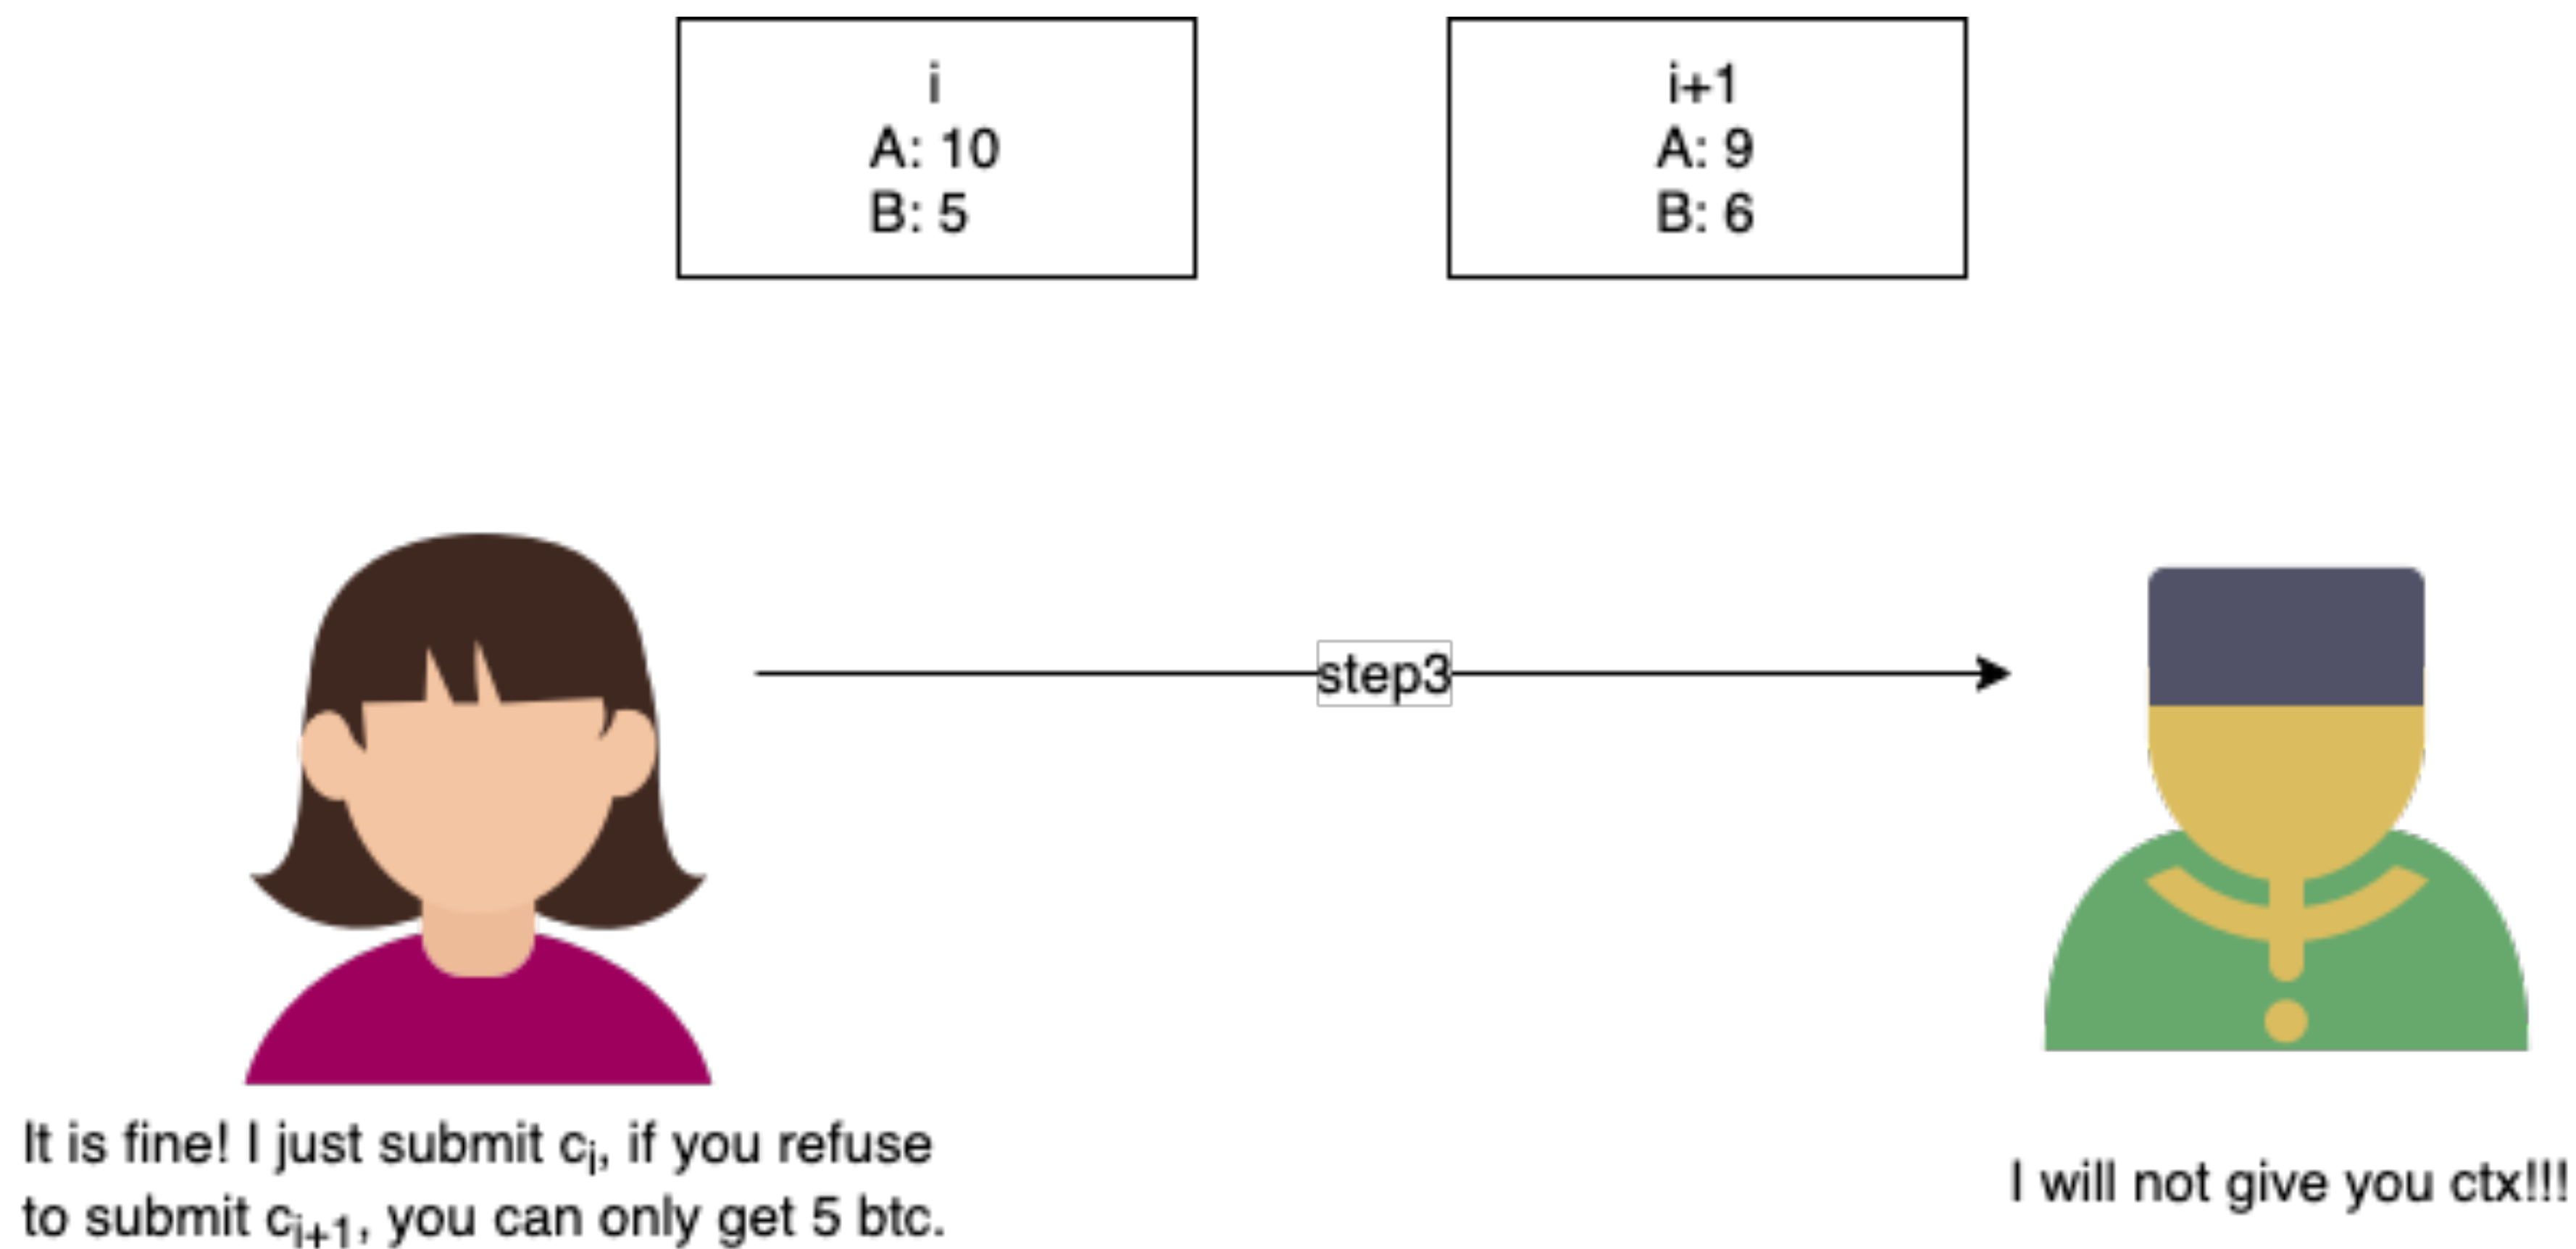 i
A: 10
B: 5
i+1
A: 9
B: 6
step3
It is fine! I just submit cᵢ, if you refuse
to submit cᵢ₊₁, you can only get 5 btc.
I will not give you ctx!!!